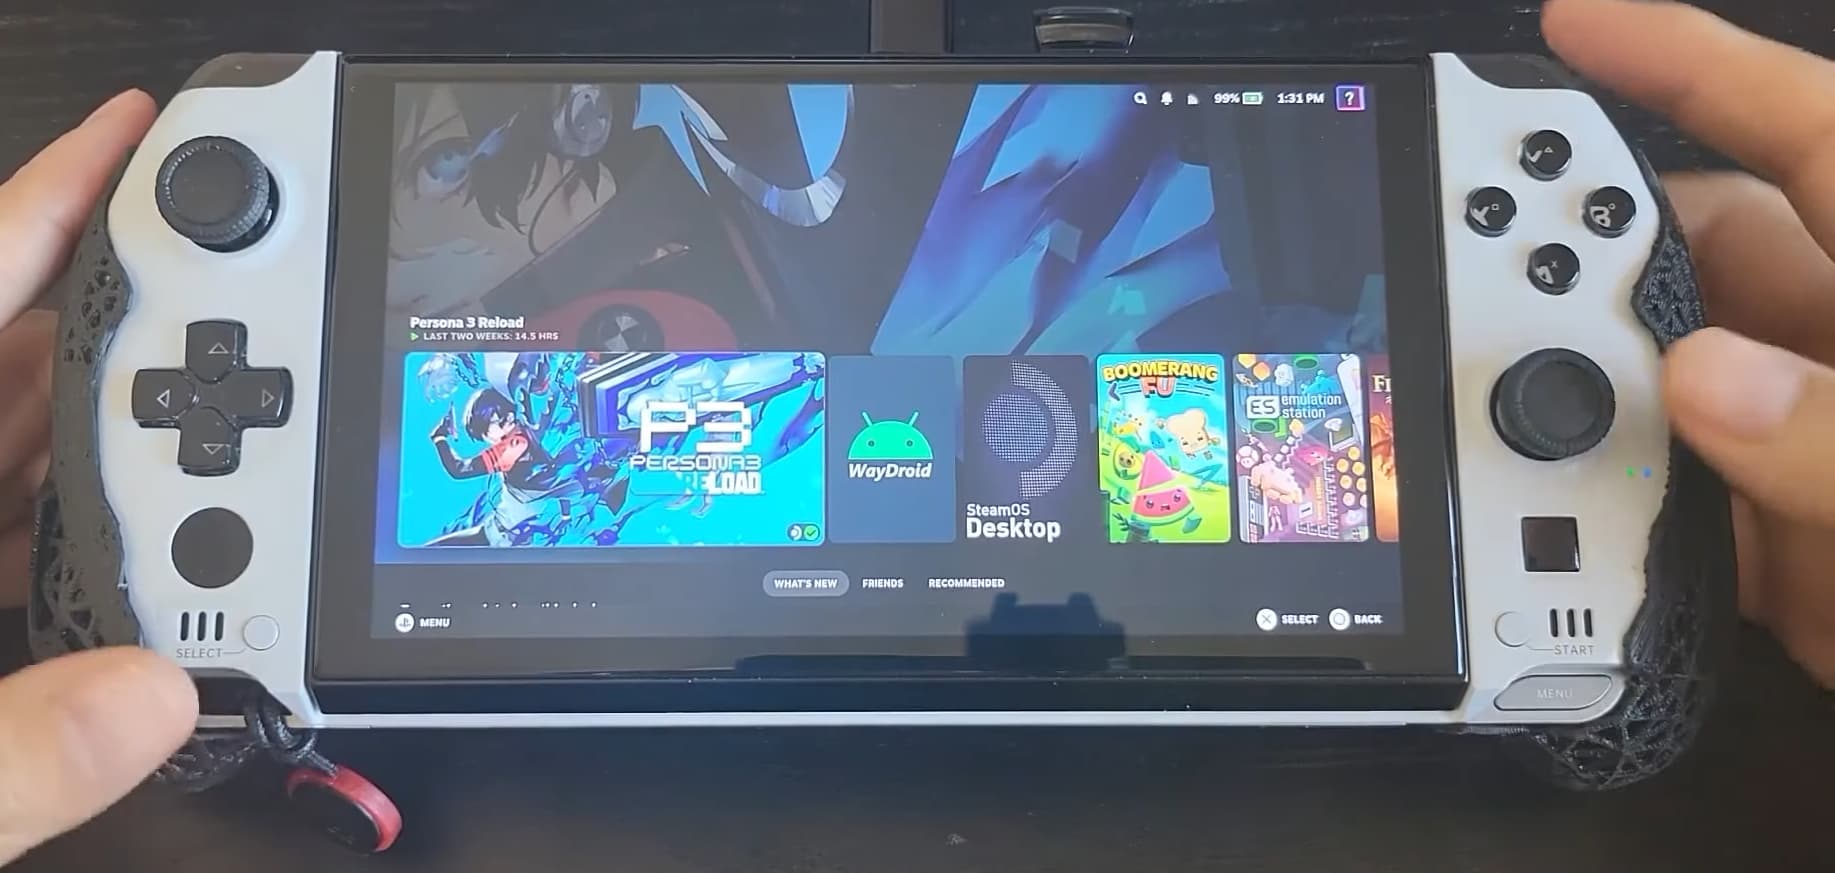 99%
1:31 PM
?
Persona 3 Reload
LAST TWO WEEKS: 14.5 HRS
P3
PERSONA3
RELOAD
WayDroid
SteamOS
Desktop
BOOMERANG
FU
ES emulation
station
WHAT'S NEW
FRIENDS
RECOMMENDED
MENU
SELECT
BACK
Y
B
SELECT
START
MENU